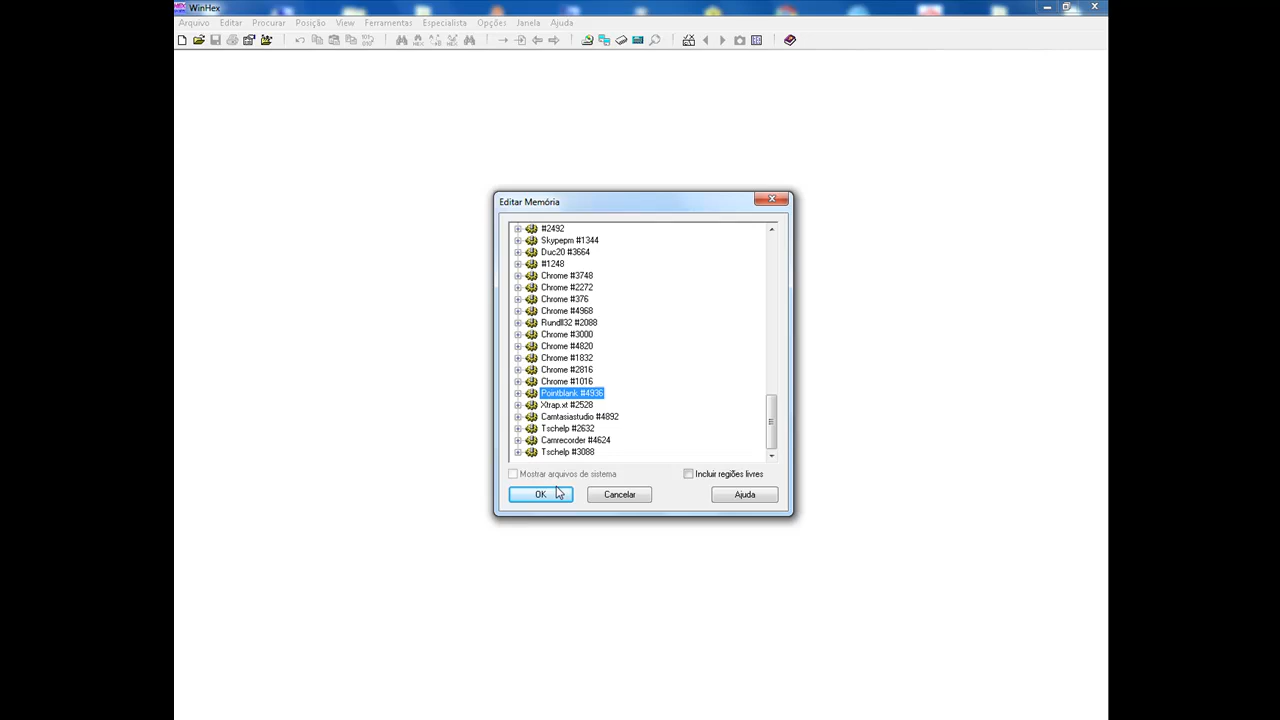 WinHex
Arquivo Editar Procurar Posição View Ferramentas Especialista Opções Janela Ajuda
Editar Memória
#2492
Skypepm #1344
Duc20 #3664
#1248
Chrome #3748
Chrome #2272
Chrome #376
Chrome #4968
Rundll32 #2088
Chrome #3000
Chrome #4820
Chrome #1832
Chrome #2816
Chrome #1016
Pointblank #4936
Xtrap.xt #2528
Camtasiastudio #4892
Tschelp #2632
Camrecorder #4624
Tschelp #3088
Mostrar arquivos de sistema Incluir regiões livres
OK Cancelar Ajuda